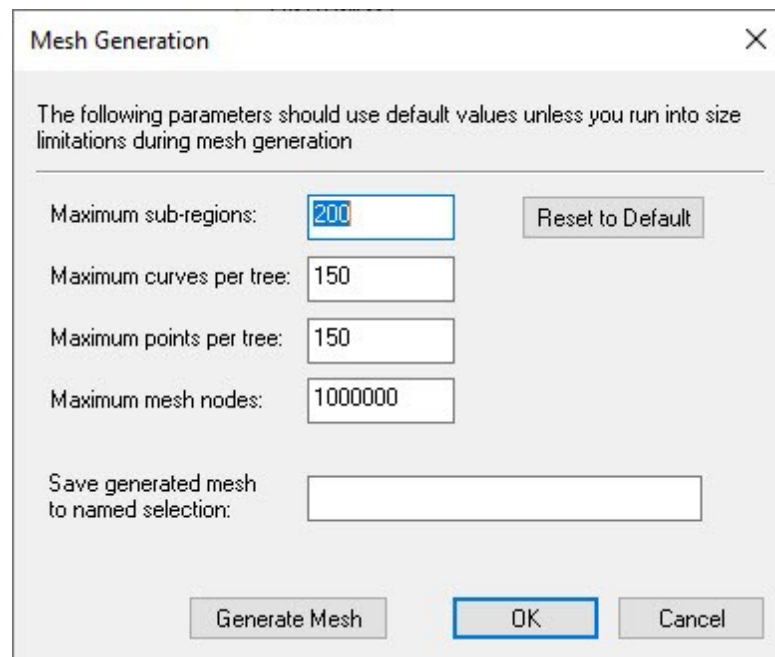 Mesh Generation
The following parameters should use default values unless you run into size
limitations during mesh generation
Maximum sub-regions: 200 Reset to Default
Maximum curves per tree: 150
Maximum points per tree: 150
Maximum mesh nodes: 1000000
Save generated mesh
to named selection:
Generate Mesh OK Cancel